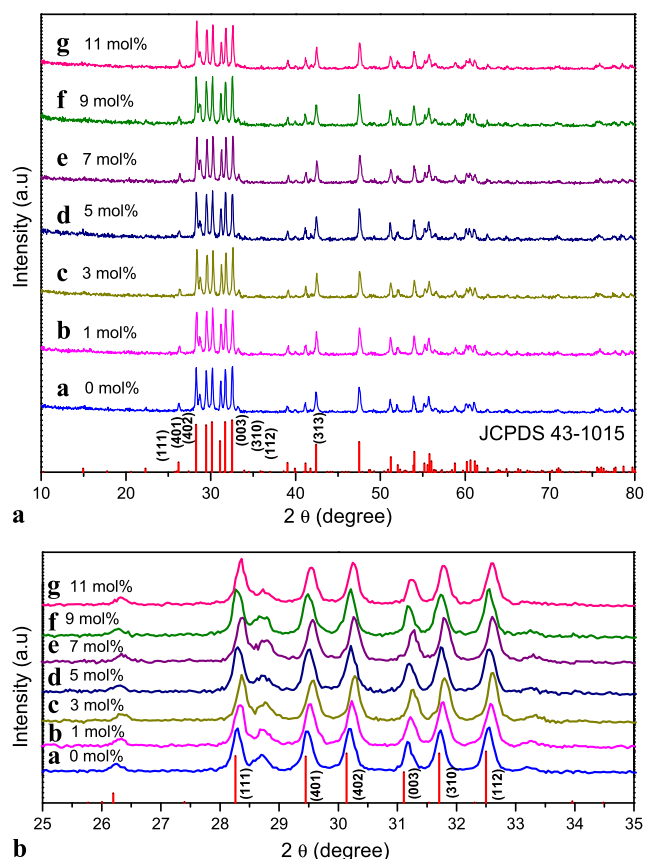 g 11 mol%
f 9 mol%
e 7 mol%
d 5 mol%
c 3 mol%
b 1 mol%
a 0 mol%
Intensity (a.u)
(111)
(401)
(402)
(003)
(310)
(112)
(313)
JCPDS 43-1015
10 20 30 40 50 60 70 80
2 θ (degree)
a
g 11 mol%
f 9 mol%
e 7 mol%
d 5 mol%
c 3 mol%
b 1 mol%
a 0 mol%
Intensity (a.u)
(111) (401) (402) (003) (310) (112)
25 26 27 28 29 30 31 32 33 34 35
2 θ (degree)
b